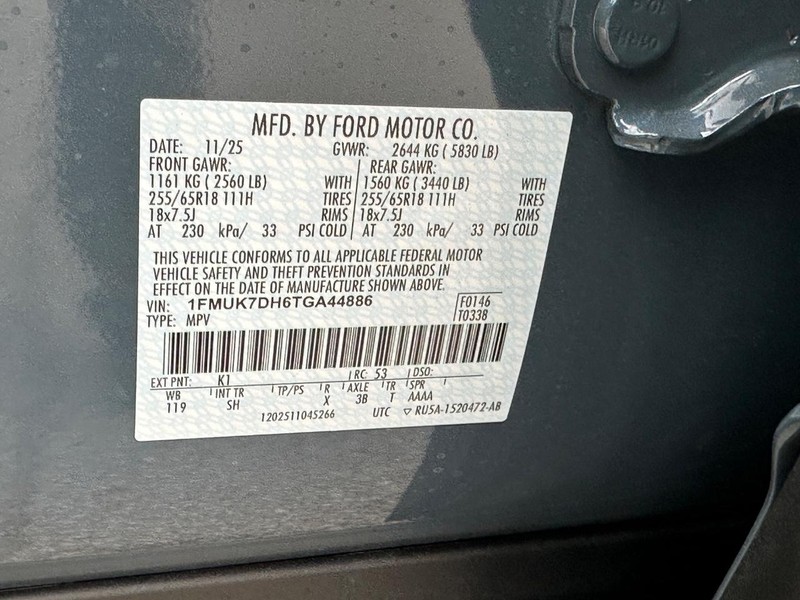 MFD. BY FORD MOTOR CO.
DATE: 11/25 GVWR: 2644 KG ( 5830 LB)
FRONT GAWR: REAR GAWR:
1161 KG ( 2560 LB) WITH 1560 KG ( 3440 LB) WITH
255/65R18 111H TIRES 255/65R18 111H TIRES
18x7.5J RIMS 18x7.5J RIMS
AT 230 kPa/ 33 PSI COLD AT 230 kPa/ 33 PSI COLD
THIS VEHICLE CONFORMS TO ALL APPLICABLE FEDERAL MOTOR
VEHICLE SAFETY AND THEFT PREVENTION STANDARDS IN
EFFECT ON THE DATE OF MANUFACTURE SHOWN ABOVE.
VIN: 1FMUK7DH6TGA44886 F0146
TYPE: MPV T0338
EXT PNT: K1 RC: 53 DSO:
WB INT TR TP/PS R AXLE TR SPR
119 SH X 3B T AAAA
1202511045266 UTC ▽ RU5A-1520472-AB